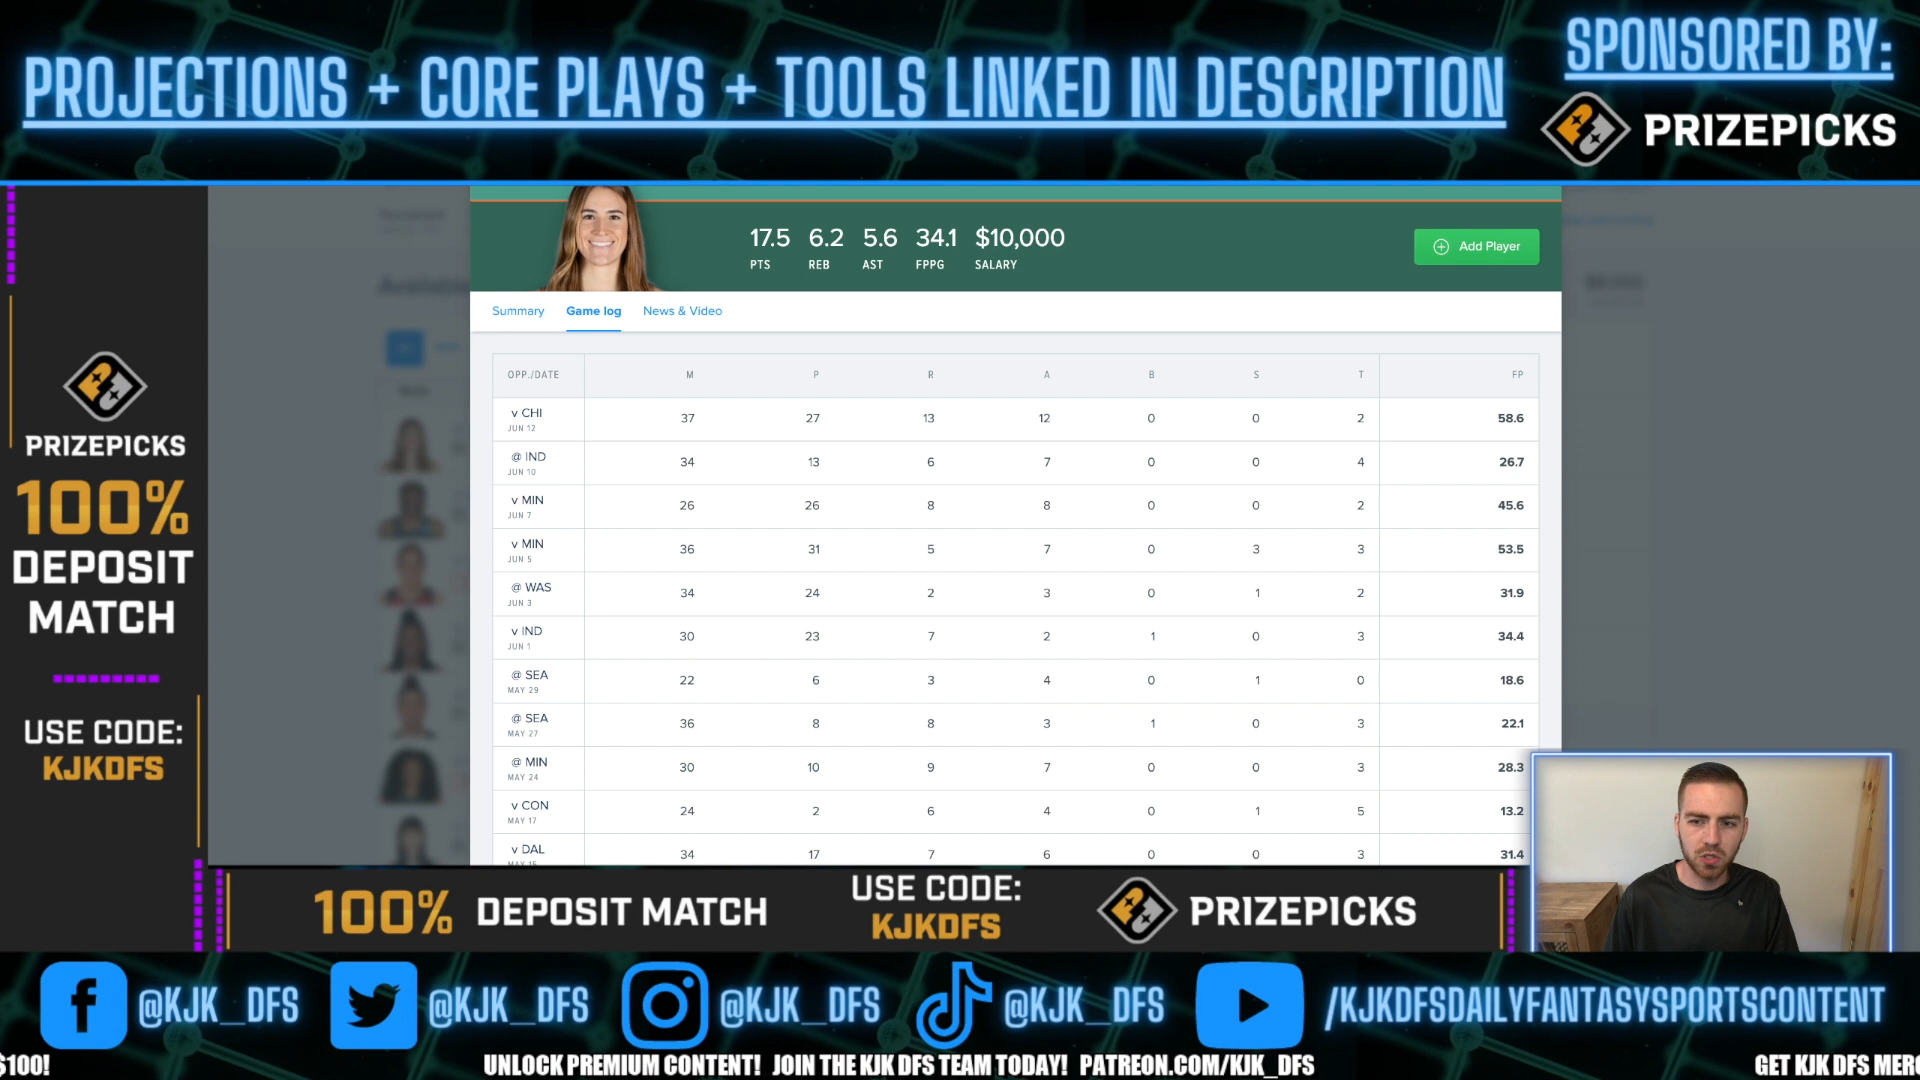 PROJECTIONS + CORE PLAYS + TOOLS LINKED IN DESCRIPTION
SPONSORED BY:
PRIZEPICKS
17.5 6.2 5.6 34.1 $10,000
PTS REB AST FPPG SALARY
Add Player
Summary Game log News & Video
OPP./DATE M P R A B S T FP
v CHI 37 27 13 12 0 0 2 58.6
JUN 12
@ IND 34 13 6 7 0 0 4 26.7
JUN 10
v MIN 26 26 8 8 0 0 2 45.6
JUN 7
v MIN 36 31 5 7 0 3 3 53.5
JUN 5
@ WAS 34 24 2 3 0 1 2 31.9
JUN 3
v IND 30 23 7 2 1 0 3 34.4
JUN 1
@ SEA 22 6 3 4 0 1 0 18.6
MAY 29
@ SEA 36 8 8 3 1 0 3 22.1
MAY 27
@ MIN 30 10 9 7 0 0 3 28.3
MAY 24
v CON 24 2 6 4 0 1 5 13.2
MAY 17
v DAL 34 17 7 6 0 0 3 31.4
MAY 15
PRIZEPICKS
100%
DEPOSIT
MATCH
USE CODE:
KJKDFS
100% DEPOSIT MATCH
USE CODE:
KJKDFS
PRIZEPICKS
@KJK_DFS @KJK_DFS @KJK_DFS @KJK_DFS /KJKDFSDAILYFANTASYSPORTSCONTENT
$100! UNLOCK PREMIUM CONTENT! JOIN THE KJK DFS TEAM TODAY! PATREON.COM/KJK_DFS GET KJK DFS MERC